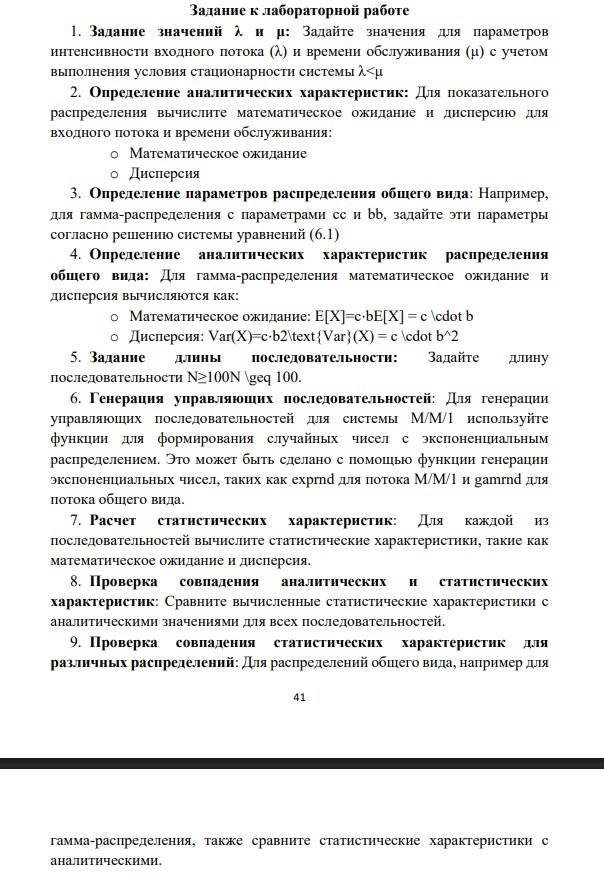 Задание к лабораторной работе
1. Задание значений λ и μ: Задайте значения для параметров
интенсивности входного потока (λ) и времени обслуживания (μ) с учетом
выполнения условия стационарности системы λ<μ
2. Определение аналитических характеристик: Для показательного
распределения вычислите математическое ожидание и дисперсию для
входного потока и времени обслуживания:
o Математическое ожидание
o Дисперсия
3. Определение параметров распределения общего вида: Например,
для гамма-распределения с параметрами cc и bb, задайте эти параметры
согласно решению системы уравнений (6.1)
4. Определение аналитических характеристик распределения
общего вида: Для гамма-распределения математическое ожидание и
дисперсия вычисляются как:
o Математическое ожидание: E[X]=c⋅bE[X] = c \cdot b
o Дисперсия: Var(X)=c⋅b2\text{Var}(X) = c \cdot b^2
5. Задание длины последовательности: Задайте длину
последовательности N≥100N \geq 100.
6. Генерация управляющих последовательностей: Для генерации
управляющих последовательностей для системы M/M/1 используйте
функции для формирования случайных чисел с экспоненциальным
распределением. Это может быть сделано с помощью функции генерации
экспоненциальных чисел, таких как exprnd для потока M/M/1 и gamrnd для
потока общего вида.
7. Расчет статистических характеристик: Для каждой из
последовательностей вычислите статистические характеристики, такие как
математическое ожидание и дисперсия.
8. Проверка совпадения аналитических и статистических
характеристик: Сравните вычисленные статистические характеристики с
аналитическими значениями для всех последовательностей.
9. Проверка совпадения статистических характеристик для
различных распределений: Для распределений общего вида, например для
41
гамма-распределения, также сравните статистические характеристики с
аналитическими.